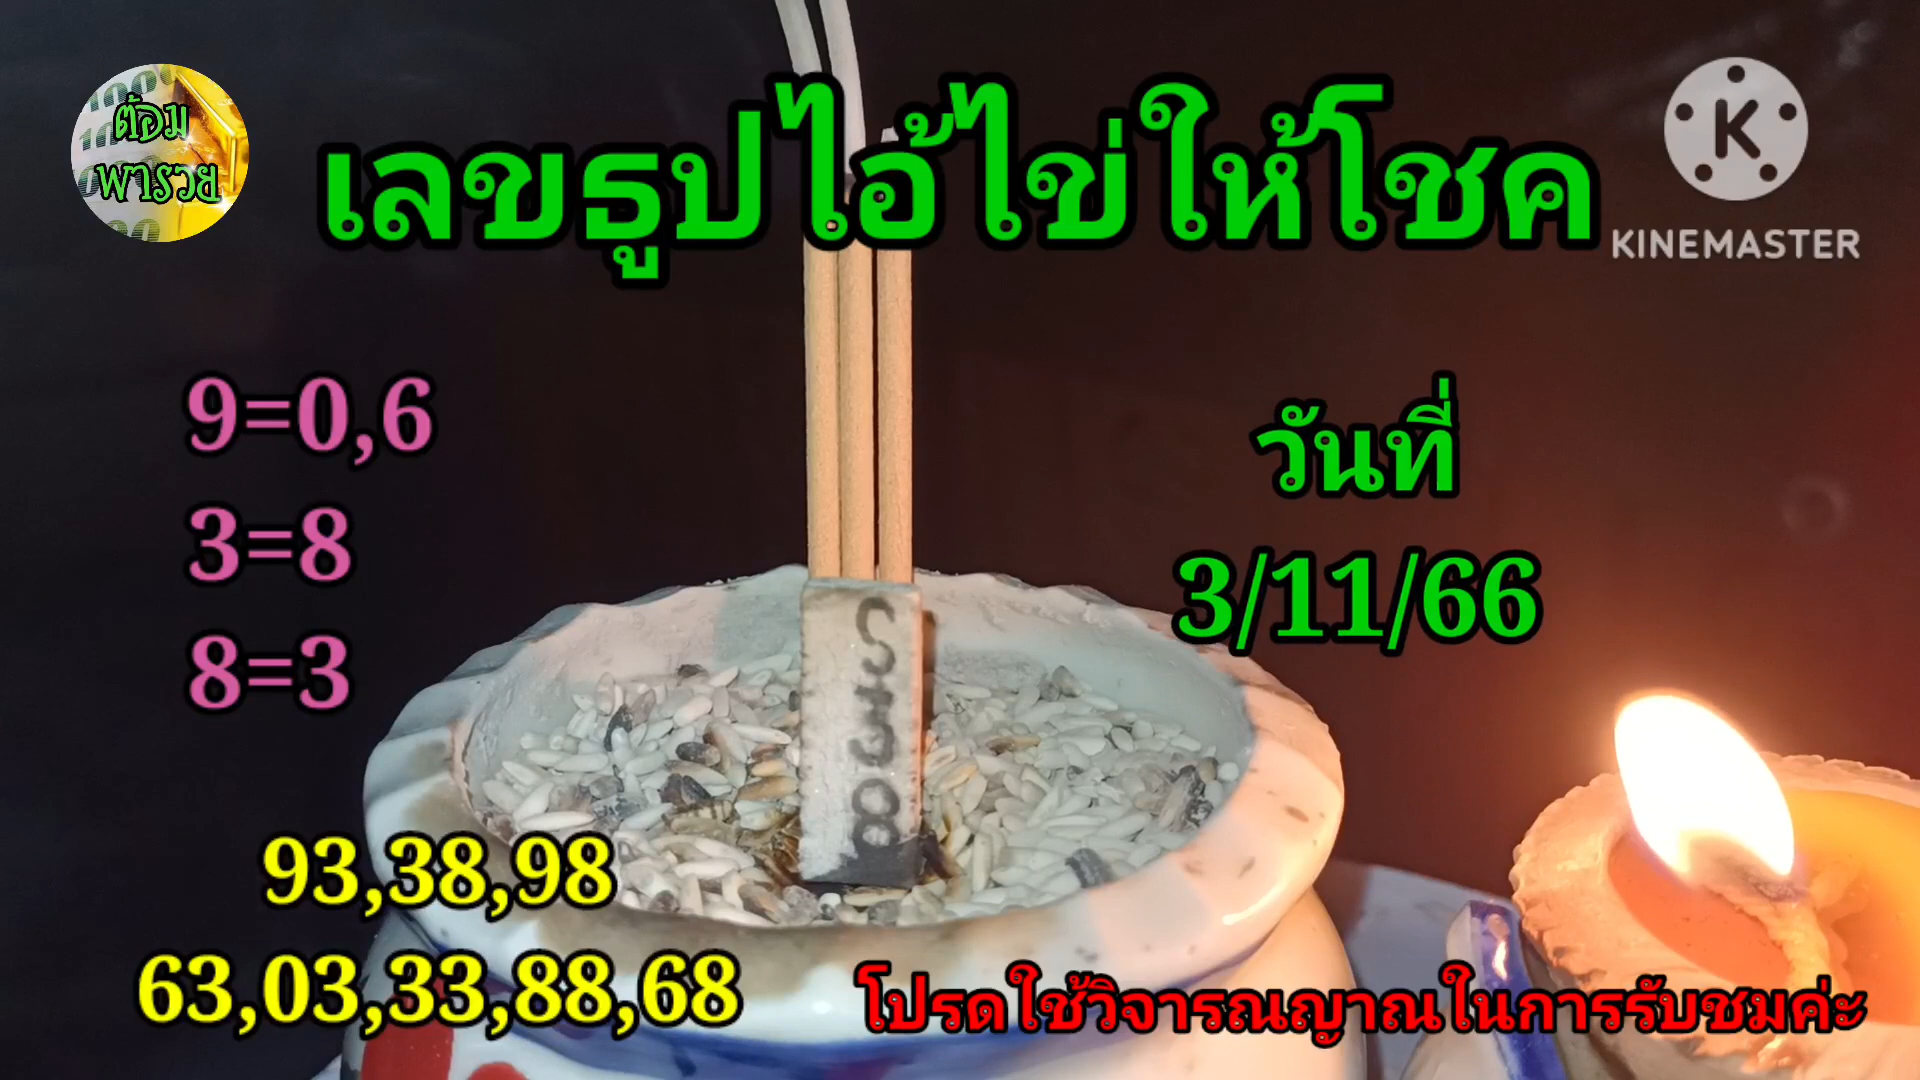 ต้อม
พารวย
เลขธูปไอ้ไข่ให้โชค
KINEMASTER
9=0,6
3=8
8=3
วันที่
3/11/66
93,38,98
63,03,33,88,68
โปรดใช้วิจารณญาณในการรับชมค่ะ